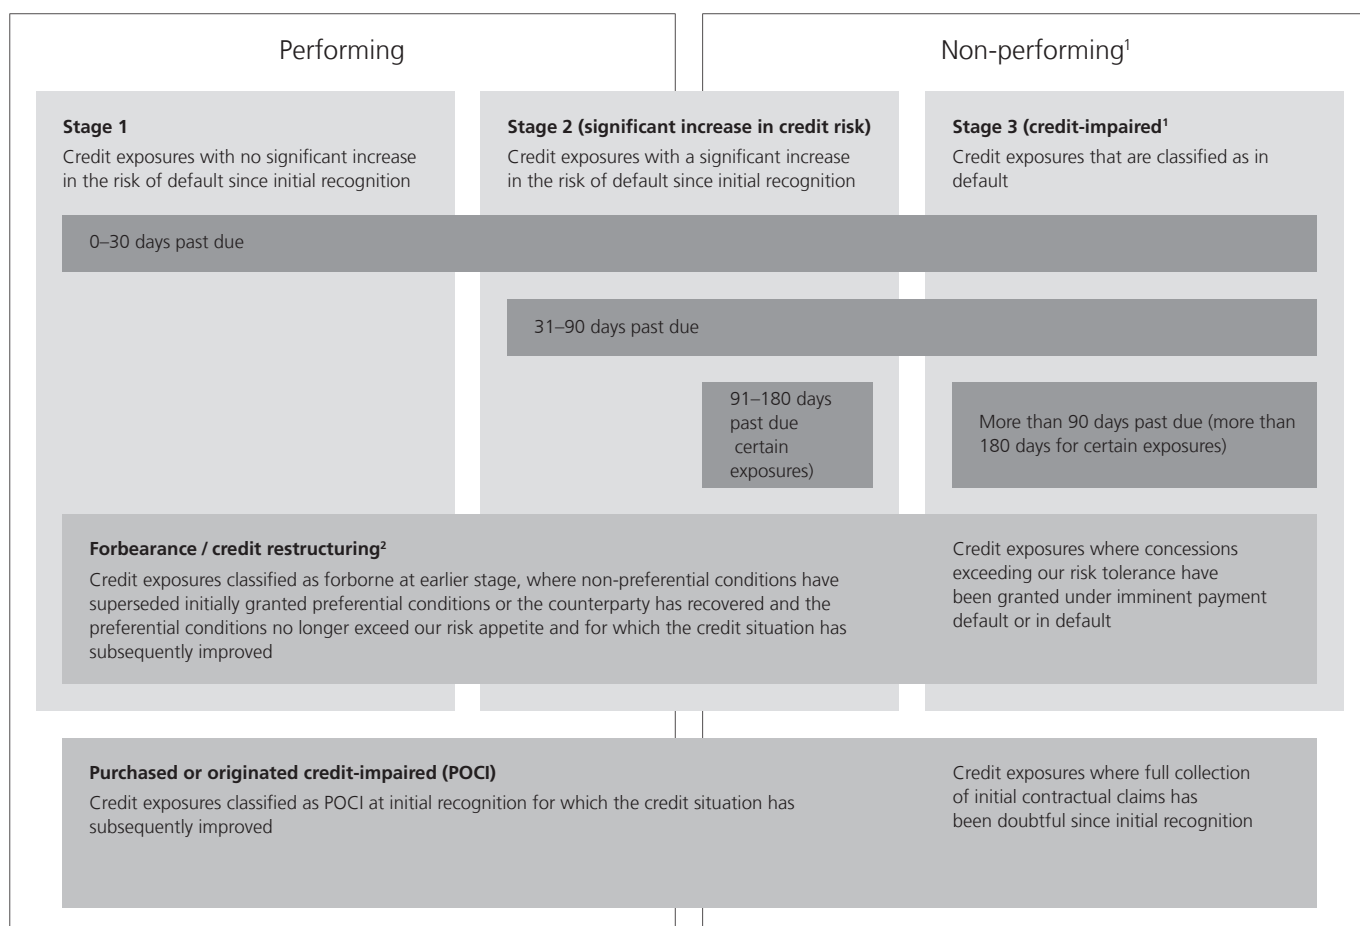 Performing
Non-performing¹
Stage 1
Credit exposures with no significant increase
in the risk of default since initial recognition
Stage 2 (significant increase in credit risk)
Credit exposures with a significant increase
in the risk of default since initial recognition
Stage 3 (credit-impaired¹
Credit exposures that are classified as in
default
0–30 days past due
31–90 days past due
91–180 days
past due
certain
exposures)
More than 90 days past due (more than
180 days for certain exposures)
Forbearance / credit restructuring²
Credit exposures classified as forborne at earlier stage, where non-preferential conditions have
superseded initially granted preferential conditions or the counterparty has recovered and the
preferential conditions no longer exceed our risk appetite and for which the credit situation has
subsequently improved
Credit exposures where concessions
exceeding our risk tolerance have
been granted under imminent payment
default or in default
Purchased or originated credit-impaired (POCI)
Credit exposures classified as POCI at initial recognition for which the credit situation has
subsequently improved
Credit exposures where full collection
of initial contractual claims has
been doubtful since initial recognition